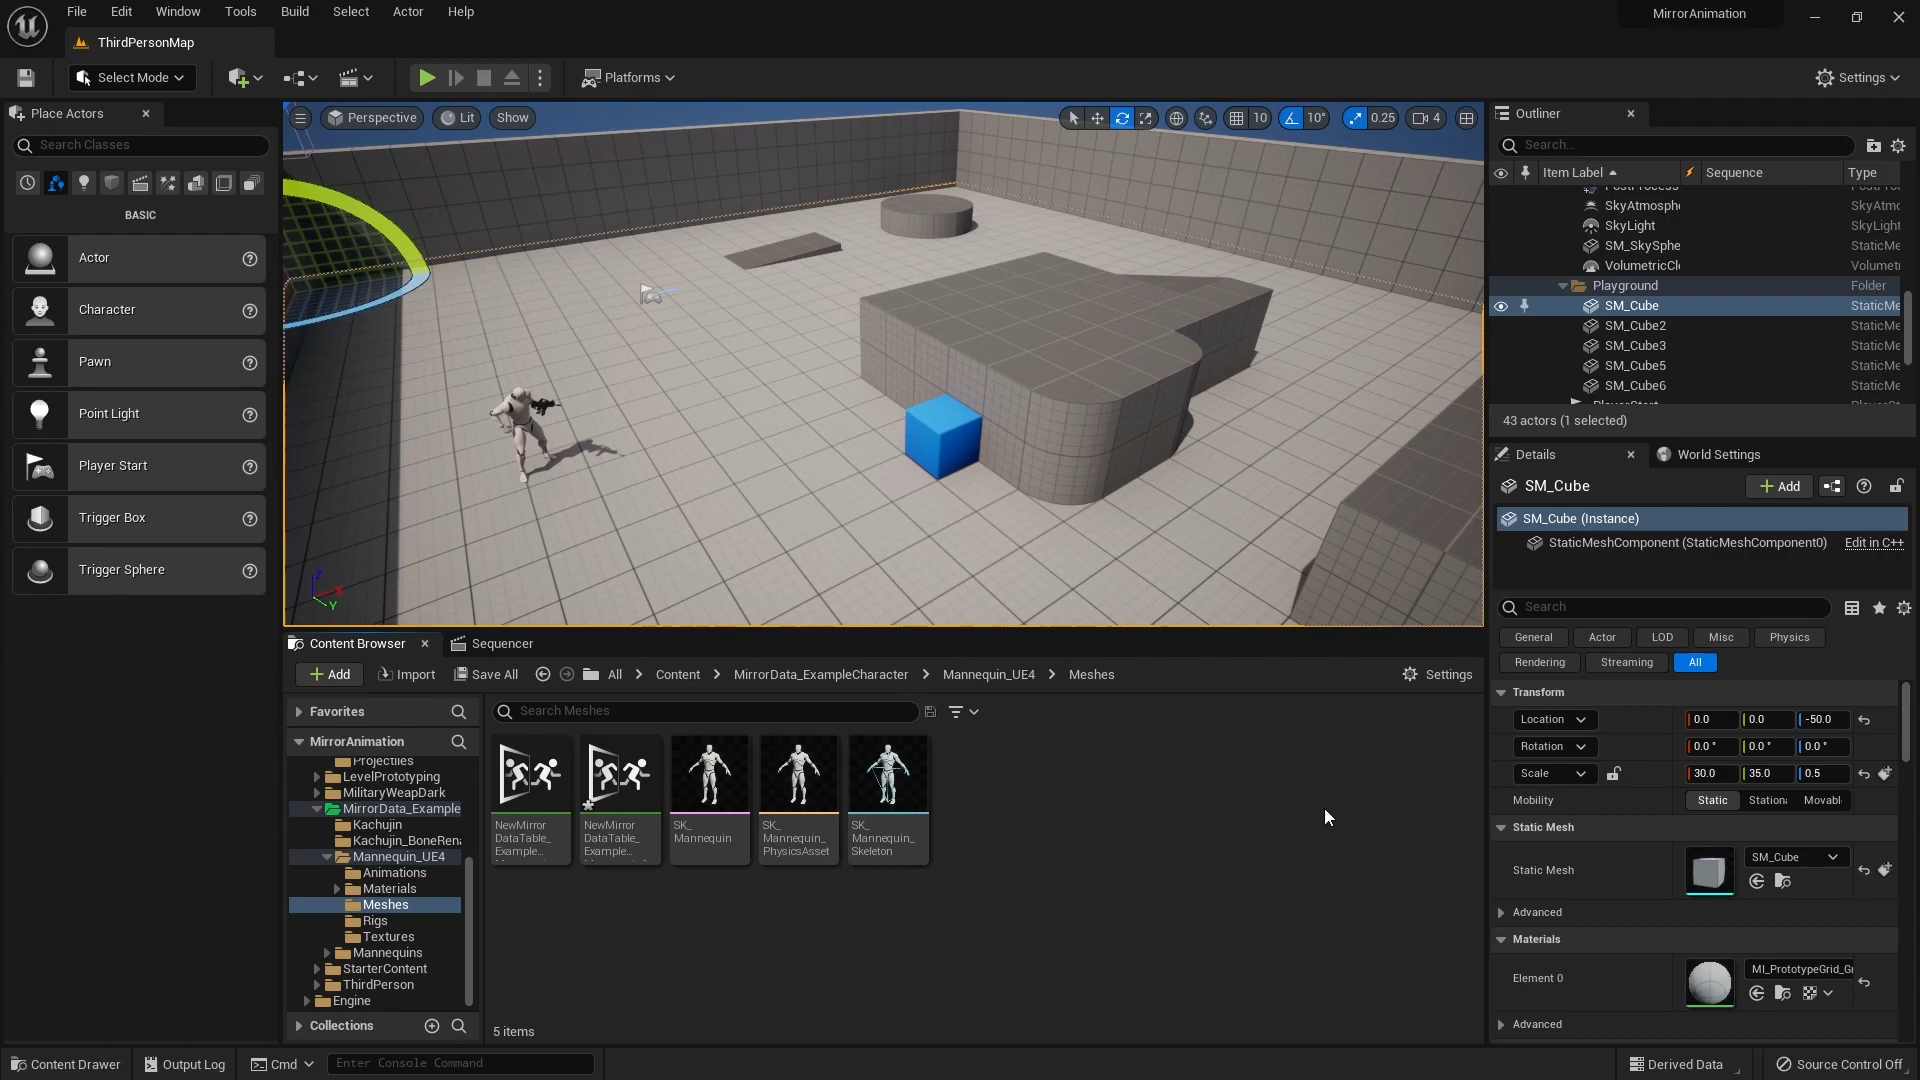 File Edit Window Tools Build Select Actor Help
MirrorAnimation
ThirdPersonMap
Select Mode
Platforms
Settings
Place Actors
Search Classes
BASIC
Actor
Character
Pawn
Point Light
Player Start
Trigger Box
Trigger Sphere
Perspective
Lit
Show
10
10°
0.25
4
Z
X
Y
Outliner
Search...
Item Label
Sequence
Type
SkyAtmosph
SkyAtmo
SkyLight
SkyLight
SM_SkySphe
StaticMe
VolumetricCl
Volumet
Playground
Folder
SM_Cube
StaticMe
SM_Cube2
StaticMe
SM_Cube3
StaticMe
SM_Cube5
StaticMe
SM_Cube6
StaticMe
43 actors (1 selected)
Details
World Settings
SM_Cube
Add
SM_Cube (Instance)
StaticMeshComponent (StaticMeshComponent0)
Edit in C++
Search
General
Actor
LOD
Misc
Physics
Rendering
Streaming
All
Transform
Location
0.0
0.0
-50.0
Rotation
0.0 °
0.0 °
0.0 °
Scale
30.0
35.0
0.5
Mobility
Static
Stationa
Movabl
Static Mesh
Static Mesh
SM_Cube
Advanced
Materials
Element 0
MI_PrototypeGrid_Gr
Advanced
Content Browser
Sequencer
Add
Import
Save All
All
Content
MirrorData_ExampleCharacter
Mannequin_UE4
Meshes
Settings
Favorites
MirrorAnimation
Projectiles
LevelPrototyping
MilitaryWeapDark
MirrorData_Example
Kachujin
Kachujin_BoneRena
Mannequin_UE4
Animations
Materials
Meshes
Rigs
Textures
Mannequins
StarterContent
ThirdPerson
Engine
Collections
Search Meshes
NewMirror
DataTable_
Example...
NewMirror
DataTable_
Example...
SK_
Mannequin
SK_
Mannequin_
PhysicsAsset
SK_
Mannequin_
Skeleton
5 items
Content Drawer
Output Log
Cmd
Enter Console Command
Derived Data
Source Control Off